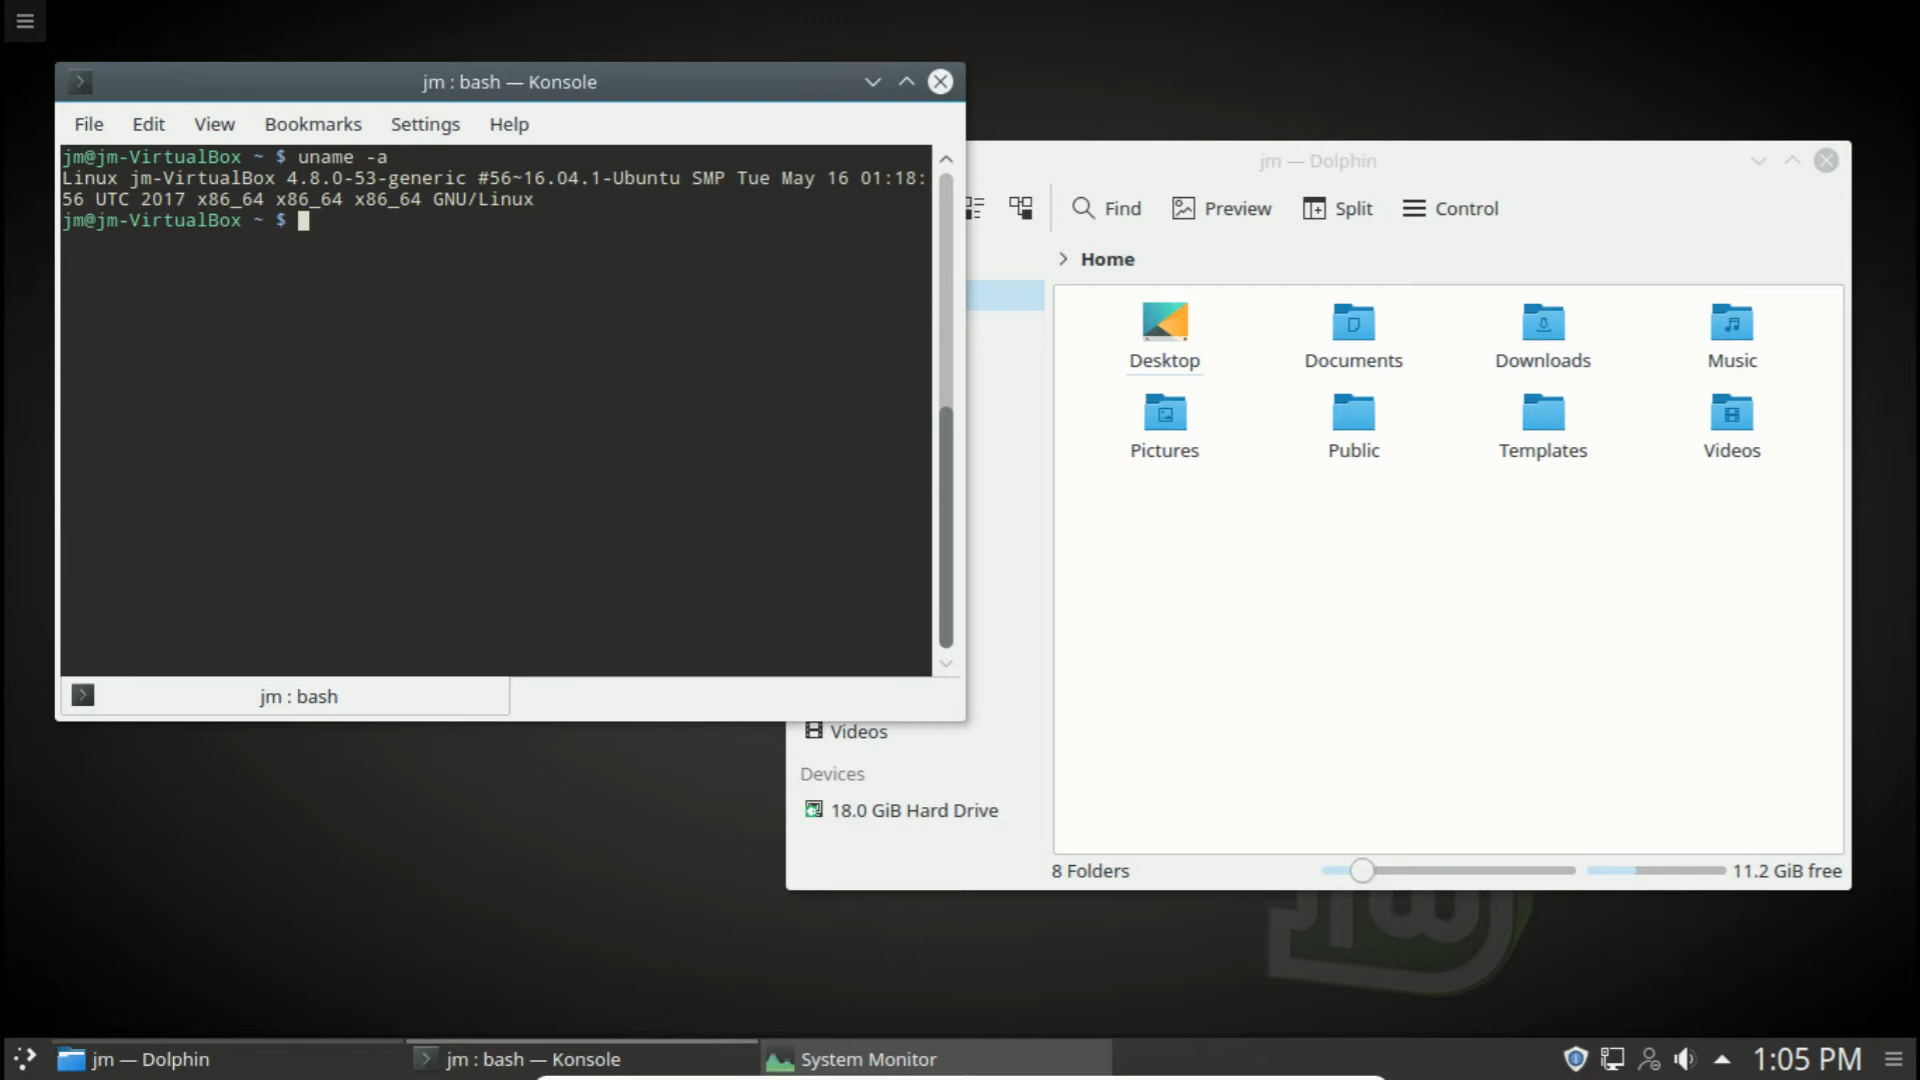 jm : bash — Konsole
File Edit View Bookmarks Settings Help
jm@jm-VirtualBox ~ $ uname -a
Linux jm-VirtualBox 4.8.0-53-generic #56~16.04.1-Ubuntu SMP Tue May 16 01:18:
56 UTC 2017 x86_64 x86_64 x86_64 GNU/Linux
jm@jm-VirtualBox ~ $
jm : bash
jm — Dolphin
Find Preview Split Control
Home
Desktop Documents Downloads Music
Pictures Public Templates Videos
Videos
Devices
18.0 GiB Hard Drive
8 Folders 11.2 GiB free
jm — Dolphin jm : bash — Konsole System Monitor 1:05 PM